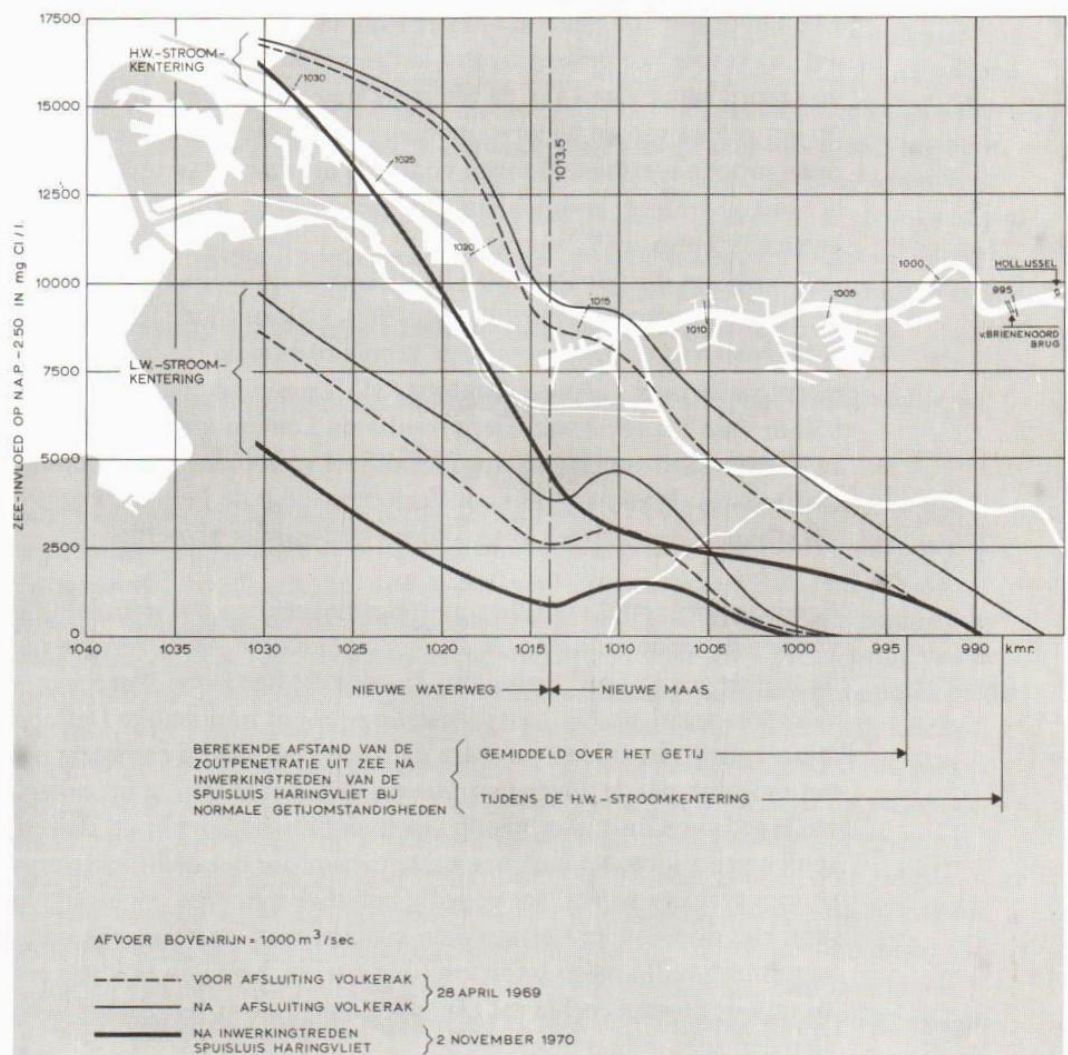 17500
15000
12500
10000
7500
5000
2500
0
ZEE-INVLOED OP N.A.P. -2.50 IN mg Cl / l.
H.W.-STROOM-
KENTERING
L.W.-STROOM-
KENTERING
1030
1025
1020
1015
1010
1005
1000
995
1013,5
HOLL.IJSSEL
v.BRIENENOORD
BRUG
1040 1035 1030 1025 1020 1015 1010 1005 1000 995 990 kmr.
NIEUWE WATERWEG NIEUWE MAAS
BEREKENDE AFSTAND VAN DE
ZOUTPENETRATIE UIT ZEE NA
INWERKINGTREDEN VAN DE
SPUISLUIS HARINGVLIET BIJ
NORMALE GETIJOMSTANDIGHEDEN
GEMIDDELD OVER HET GETIJ
TIJDENS DE H.W.-STROOMKENTERING
AFVOER BOVENRIJN = 1000 m³/sec.
VOOR AFSLUITING VOLKERAK
NA AFSLUITING VOLKERAK
28 APRIL 1969
NA INWERKINGTREDEN
SPUISLUIS HARINGVLIET
2 NOVEMBER 1970